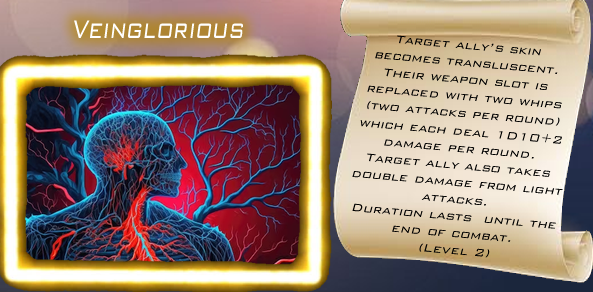 Veinglorious
Target ally's skin
becomes transluscent.
Their weapon slot is
replaced with two whips
(two attacks per round)
which each deal 1D10+2
damage per round.
Target ally also takes
double damage from light
attacks.
Duration lasts until the
end of combat.
(Level 2)